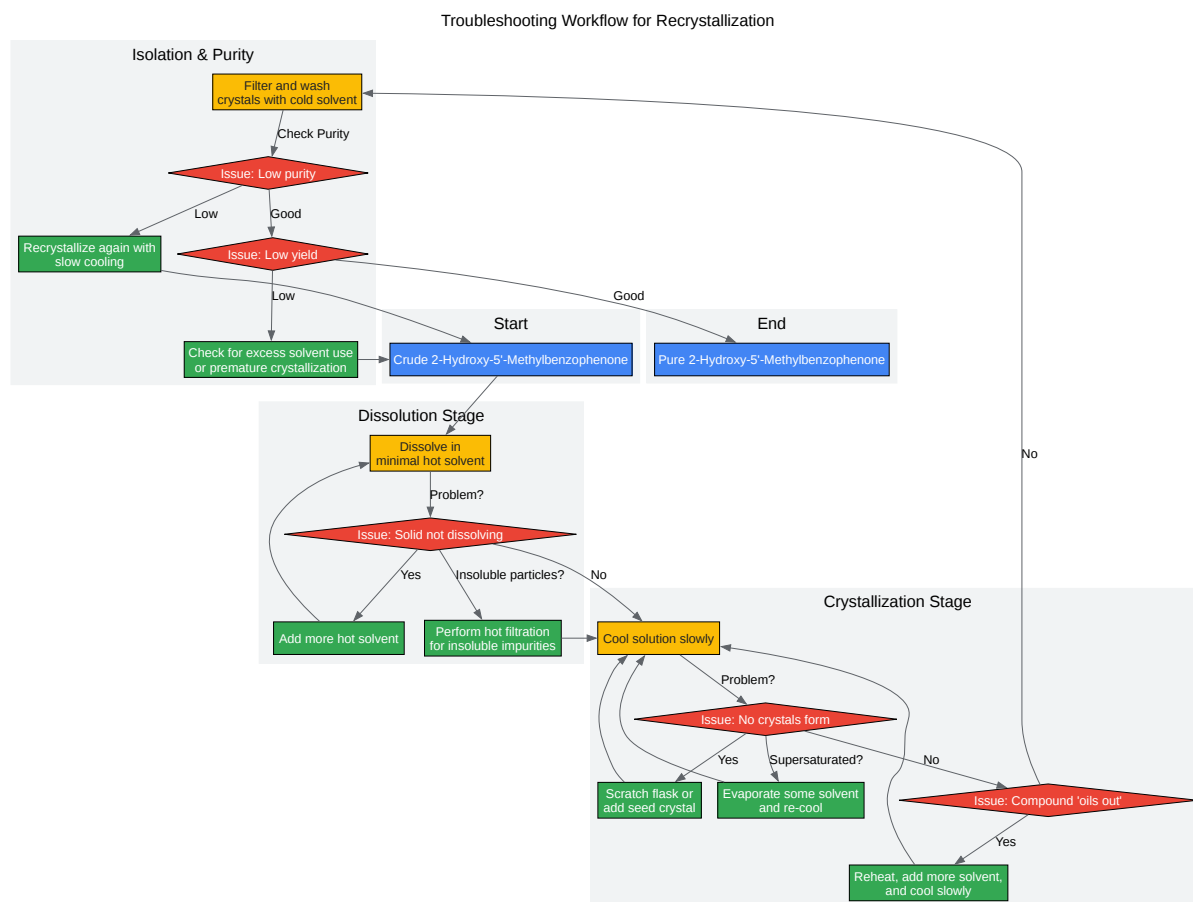 Troubleshooting Workflow for Recrystallization
Isolation & Purity
Filter and wash
crystals with cold solvent
Check Purity
Issue: Low purity
Low
Good
Recrystallize again with
slow cooling
Issue: Low yield
Low
Good
Check for excess solvent use
or premature crystallization
Start
Crude 2-Hydroxy-5'-Methylbenzophenone
End
Pure 2-Hydroxy-5'-Methylbenzophenone
Dissolution Stage
Dissolve in
minimal hot solvent
Problem?
Issue: Solid not dissolving
Yes
Insoluble particles?
No
Add more hot solvent
Perform hot filtration
for insoluble impurities
No
Crystallization Stage
Cool solution slowly
Problem?
Issue: No crystals form
Yes
Supersaturated?
No
Scratch flask or
add seed crystal
Evaporate some solvent
and re-cool
Issue: Compound 'oils out'
Yes
Reheat, add more solvent,
and cool slowly